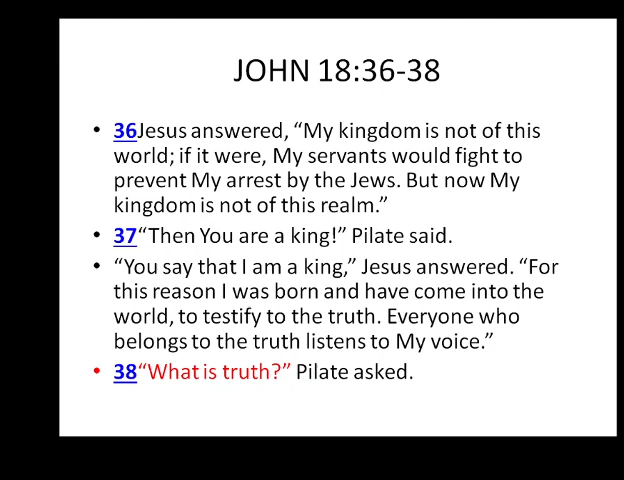 JOHN 18:36-38
• 36Jesus answered, “My kingdom is not of this
world; if it were, My servants would fight to
prevent My arrest by the Jews. But now My
kingdom is not of this realm.”
• 37“Then You are a king!” Pilate said.
• “You say that I am a king,” Jesus answered. “For
this reason I was born and have come into the
world, to testify to the truth. Everyone who
belongs to the truth listens to My voice.”
• 38“What is truth?” Pilate asked.